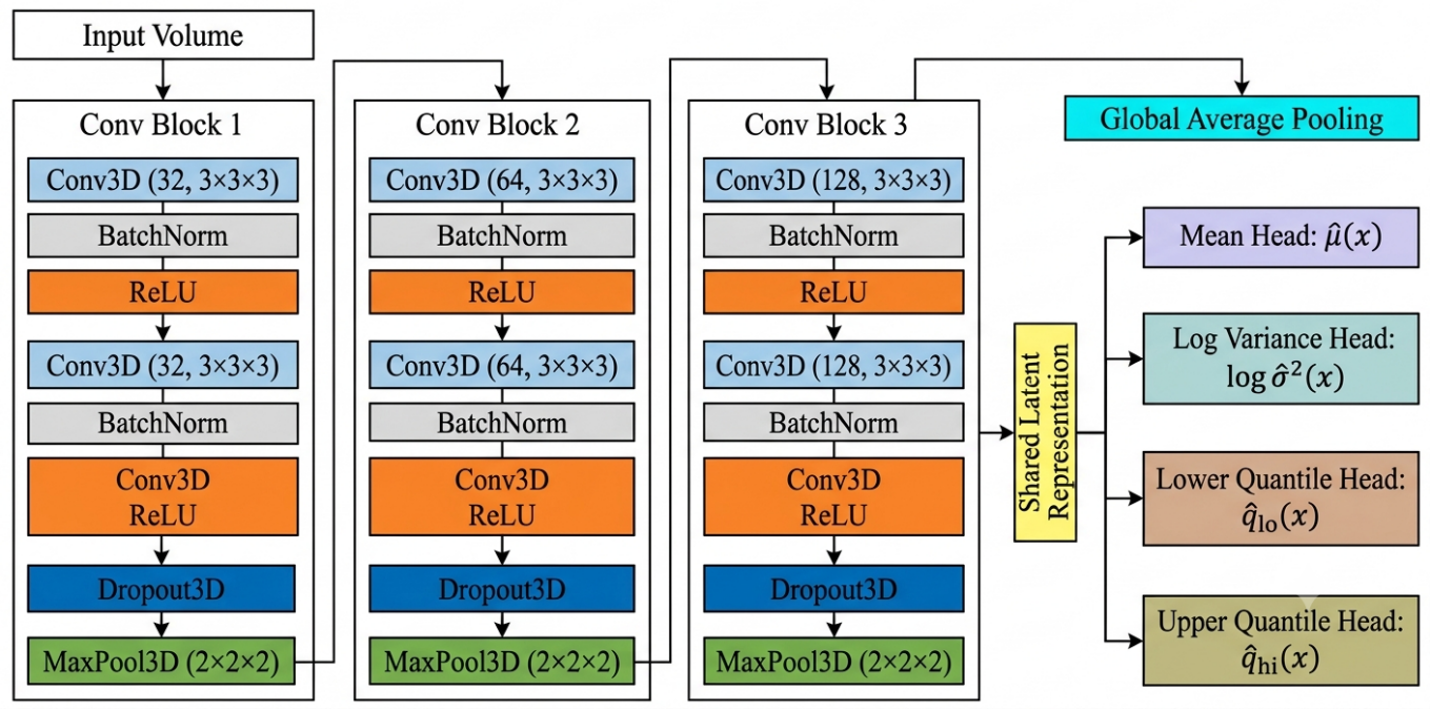 Input Volume
Conv Block 1
Conv3D (32, 3×3×3)
BatchNorm
ReLU
Conv3D (32, 3×3×3)
BatchNorm
Conv3D
ReLU
Dropout3D
MaxPool3D (2×2×2)
Conv Block 2
Conv3D (64, 3×3×3)
BatchNorm
ReLU
Conv3D (64, 3×3×3)
BatchNorm
Conv3D
ReLU
Dropout3D
MaxPool3D (2×2×2)
Conv Block 3
Conv3D (128, 3×3×3)
BatchNorm
ReLU
Conv3D (128, 3×3×3)
BatchNorm
Conv3D
ReLU
Dropout3D
MaxPool3D (2×2×2)
Global Average Pooling
Shared Latent
Representation
Mean Head: μ̂(x)
Log Variance Head:
log σ̂²(x)
Lower Quantile Head:
q̂lo(x)
Upper Quantile Head:
q̂hi(x)